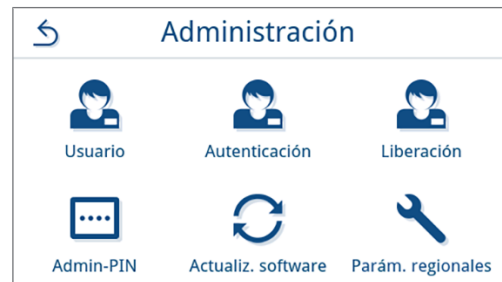 Administración
Usuario
Autenticación
Liberación
Admin-PIN
Actualiz. software
Parám. regionales